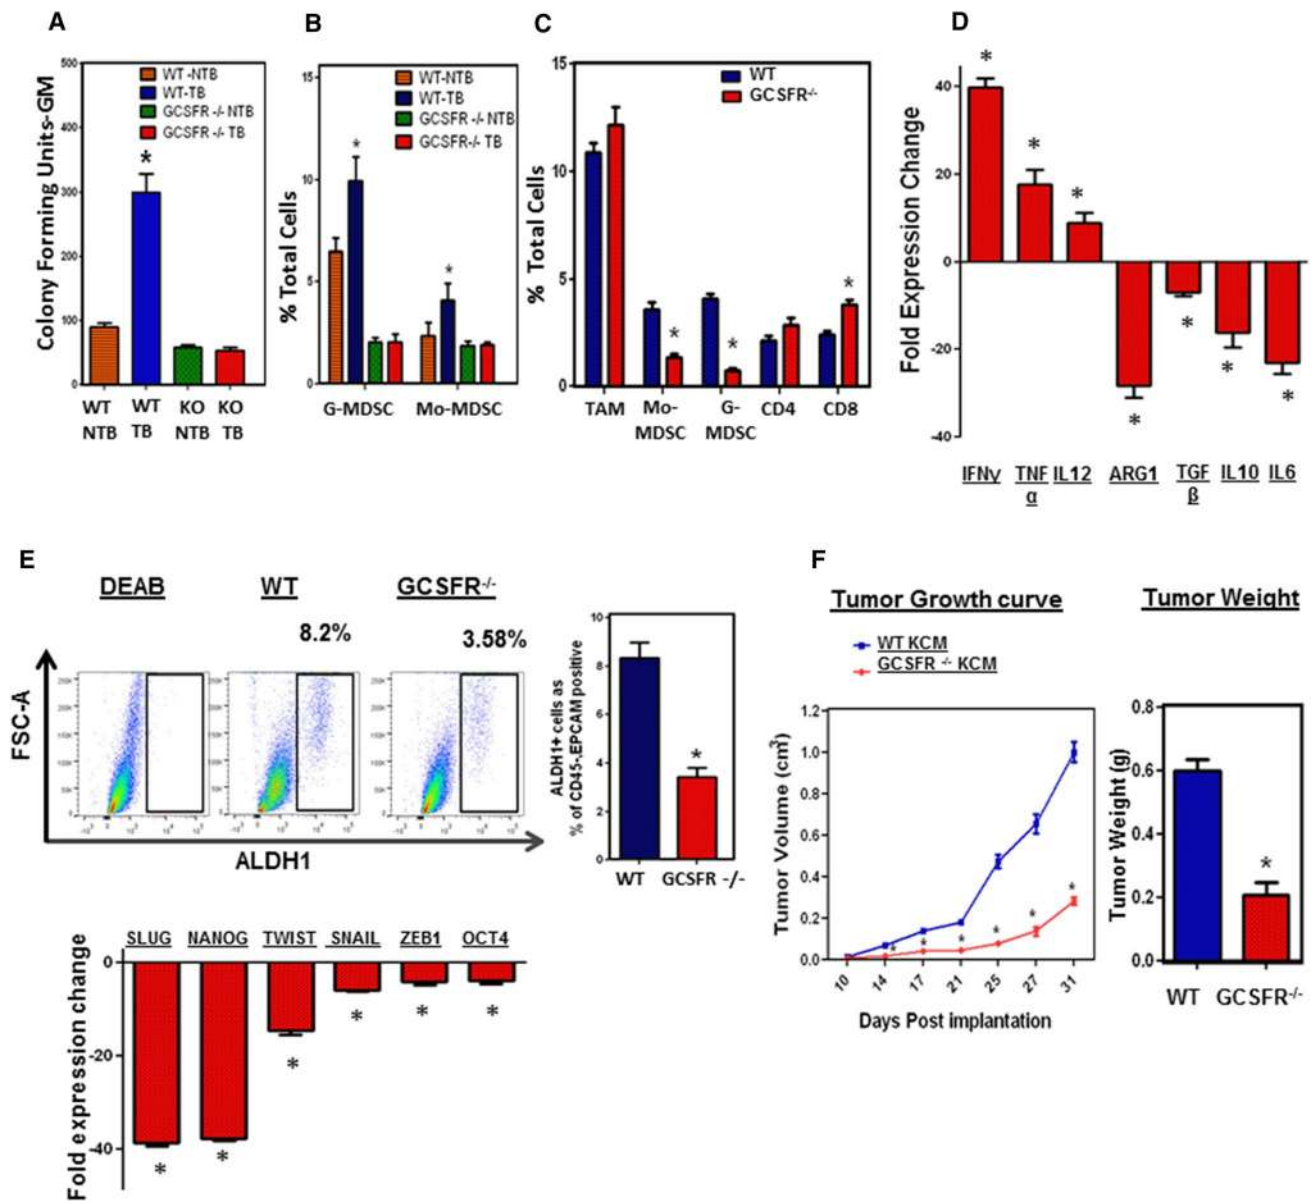 A
Colony Forming Units-GM
500
400
300
200
100
0
WT -NTB
WT-TB
GCSFR -/- NTB
GCSFR -/- TB
*
WT NTB
WT TB
KO NTB
KO TB
B
% Total Cells
15
10
5
0
WT-NTB
WT-TB
GCSFR -/- NTB
GCSFR-/- TB
*
*
G-MDSC
Mo-MDSC
C
% Total Cells
15
10
5
0
WT
GCSFR-/-
*
*
*
TAM
Mo-MDSC
G-MDSC
CD4
CD8
D
Fold Expression Change
40
20
0
-20
-40
*
*
*
*
*
*
*
IFNγ
TNF α
IL12
ARG1
TGF β
IL10
IL6
E
DEAB
WT
GCSFR-/-
8.2%
3.58%
FSC-A
ALDH1
ALDH1+ cells as
% of CD45-,EPCAM positive
10
8
6
4
2
0
*
WT
GCSFR -/-
Fold expression change
0
-20
-40
SLUG
NANOG
TWIST
SNAIL
ZEB1
OCT4
*
*
*
*
*
*
F
Tumor Growth curve
WT KCM
GCSFR -/- KCM
Tumor Volume (cm3)
1.2
1.0
0.8
0.6
0.4
0.2
0.0
*
*
*
*
*
*
10
14
17
21
25
27
31
Days Post implantation
Tumor Weight
Tumor Weight (g)
0.8
0.6
0.4
0.2
0.0
*
WT
GCSFR-/-